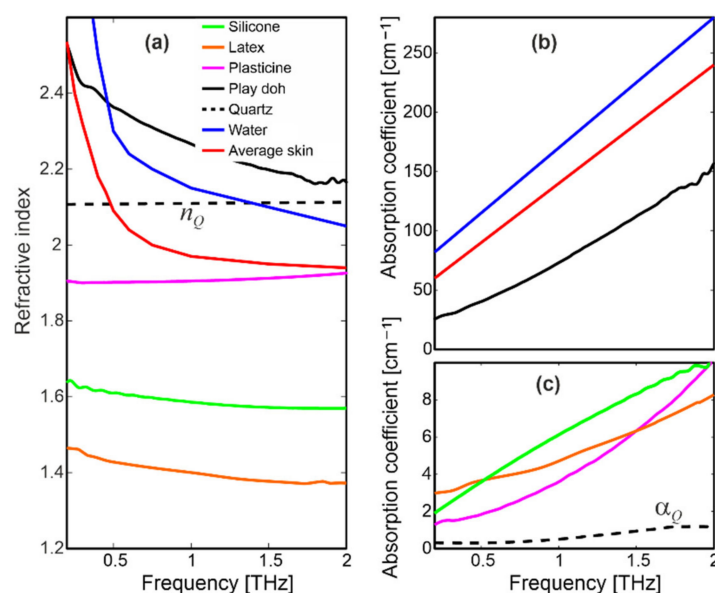 (a)
Silicone
Latex
Plasticine
Play doh
Quartz
Water
Average skin
n_Q
Refractive index
2.4
2.2
2
1.8
1.6
1.4
1.2
0.5
1
1.5
2
Frequency [THz]
(b)
Absorption coefficient [cm⁻¹]
250
200
150
100
50
0
(c)
Absorption coefficient [cm⁻¹]
8
6
4
2
0
α_Q
0.5
1
1.5
2
Frequency [THz]